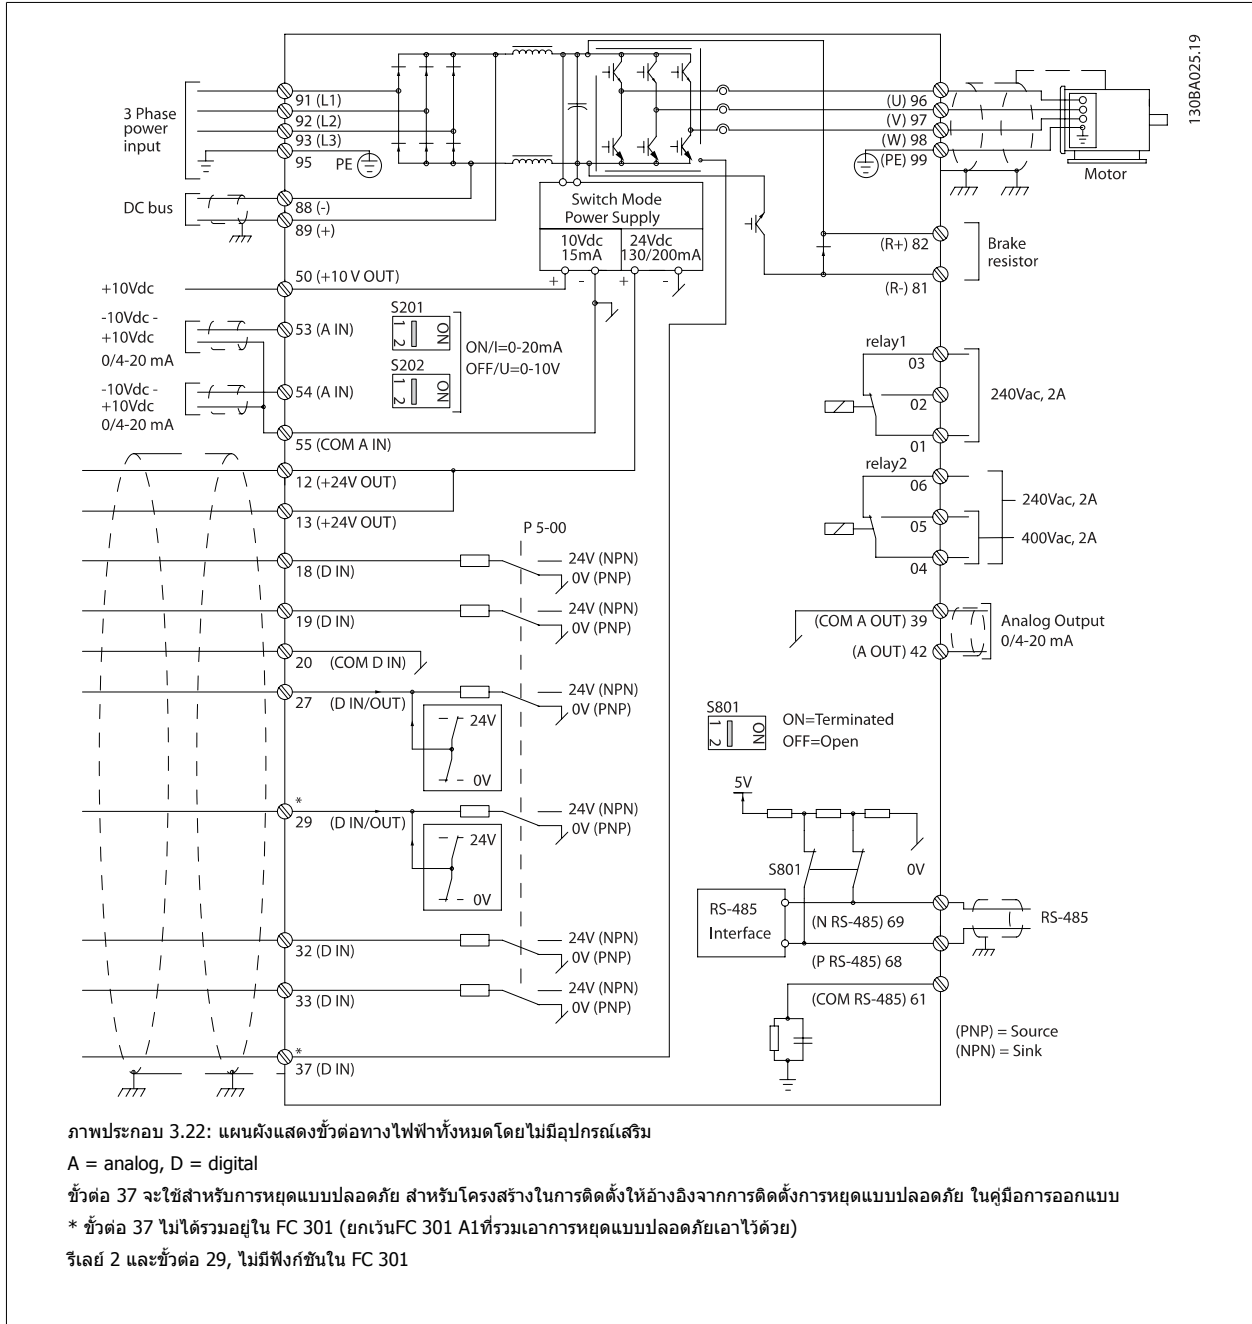 130BA025.19
3 Phase
power
input
91 (L1)
92 (L2)
93 (L3)
95
PE
DC bus
88 (-)
89 (+)
Switch Mode
Power Supply
10Vdc
15mA
24Vdc
130/200mA
+ - + -
(U) 96
(V) 97
(W) 98
(PE) 99
Motor
(R+) 82
(R-) 81
Brake
resistor
+10Vdc
50 (+10 V OUT)
-10Vdc -
+10Vdc
0/4-20 mA
53 (A IN)
-10Vdc -
+10Vdc
0/4-20 mA
54 (A IN)
55 (COM A IN)
S201
1 2
ON
S202
1 2
ON
ON/I=0-20mA
OFF/U=0-10V
relay1
03
02
01
240Vac, 2A
relay2
06
05
04
240Vac, 2A
400Vac, 2A
12 (+24V OUT)
13 (+24V OUT)
P 5-00
18 (D IN)
24V (NPN)
0V (PNP)
19 (D IN)
24V (NPN)
0V (PNP)
20 (COM D IN)
27 (D IN/OUT)
24V (NPN)
0V (PNP)
24V
0V
*
29 (D IN/OUT)
24V (NPN)
0V (PNP)
24V
0V
32 (D IN)
24V (NPN)
0V (PNP)
33 (D IN)
24V (NPN)
0V (PNP)
*
37 (D IN)
(COM A OUT) 39
(A OUT) 42
Analog Output
0/4-20 mA
S801
1 2
ON
ON=Terminated
OFF=Open
5V
S801
0V
RS-485
Interface
(N RS-485) 69
(P RS-485) 68
(COM RS-485) 61
RS-485
(PNP) = Source
(NPN) = Sink
ภาพประกอบ 3.22: แผนผังแสดงขั้วต่อทางไฟฟ้าทั้งหมดโดยไม่มีอุปกรณ์เสริม
A = analog, D = digital
ขั้วต่อ 37 จะใช้สำหรับการหยุดแบบปลอดภัย สำหรับโครงสร้างในการติดตั้งให้อ้างอิงจากการติดตั้งการหยุดแบบปลอดภัย ในคู่มือการออกแบบ
* ขั้วต่อ 37 ไม่ได้รวมอยู่ใน FC 301 (ยกเว้นFC 301 A1ที่รวมเอาการหยุดแบบปลอดภัยเอาไว้ด้วย)
รีเลย์ 2 และขั้วต่อ 29, ไม่มีฟังก์ชันใน FC 301